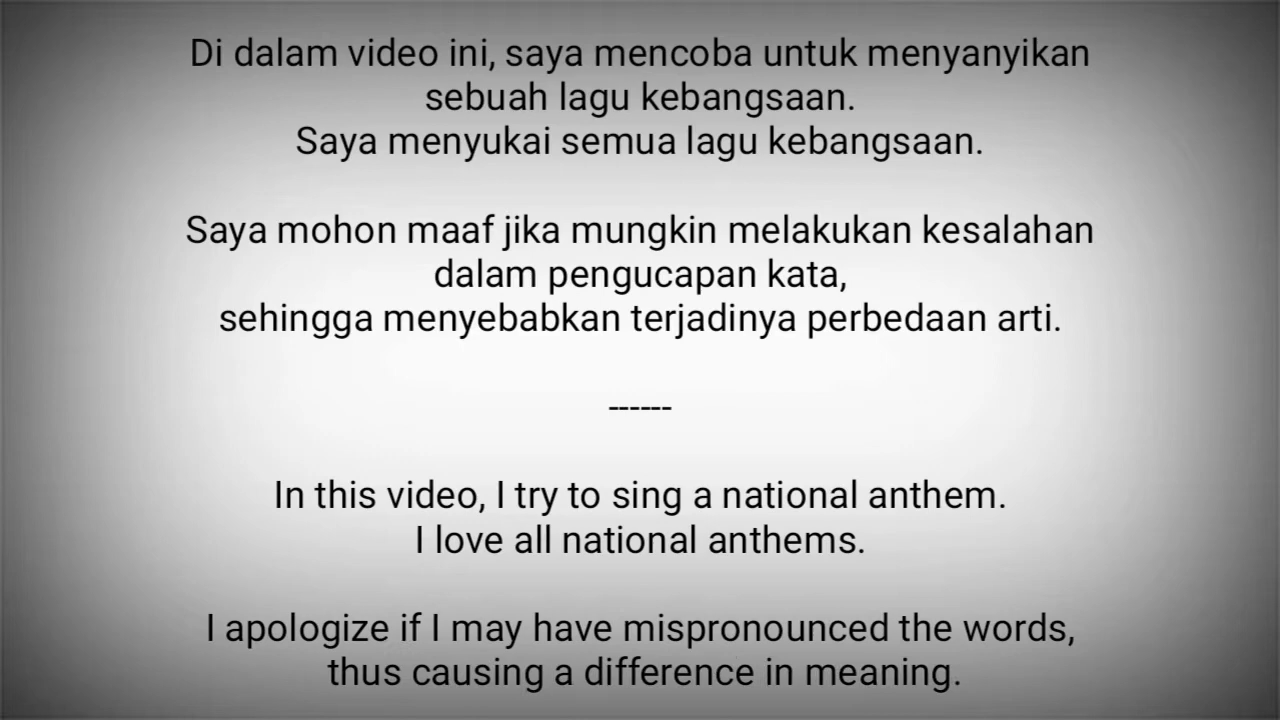 Di dalam video ini, saya mencoba untuk menyanyikan
sebuah lagu kebangsaan.
Saya menyukai semua lagu kebangsaan.
Saya mohon maaf jika mungkin melakukan kesalahan
dalam pengucapan kata,
sehingga menyebabkan terjadinya perbedaan arti.
------
In this video, I try to sing a national anthem.
I love all national anthems.
I apologize if I may have mispronounced the words,
thus causing a difference in meaning.